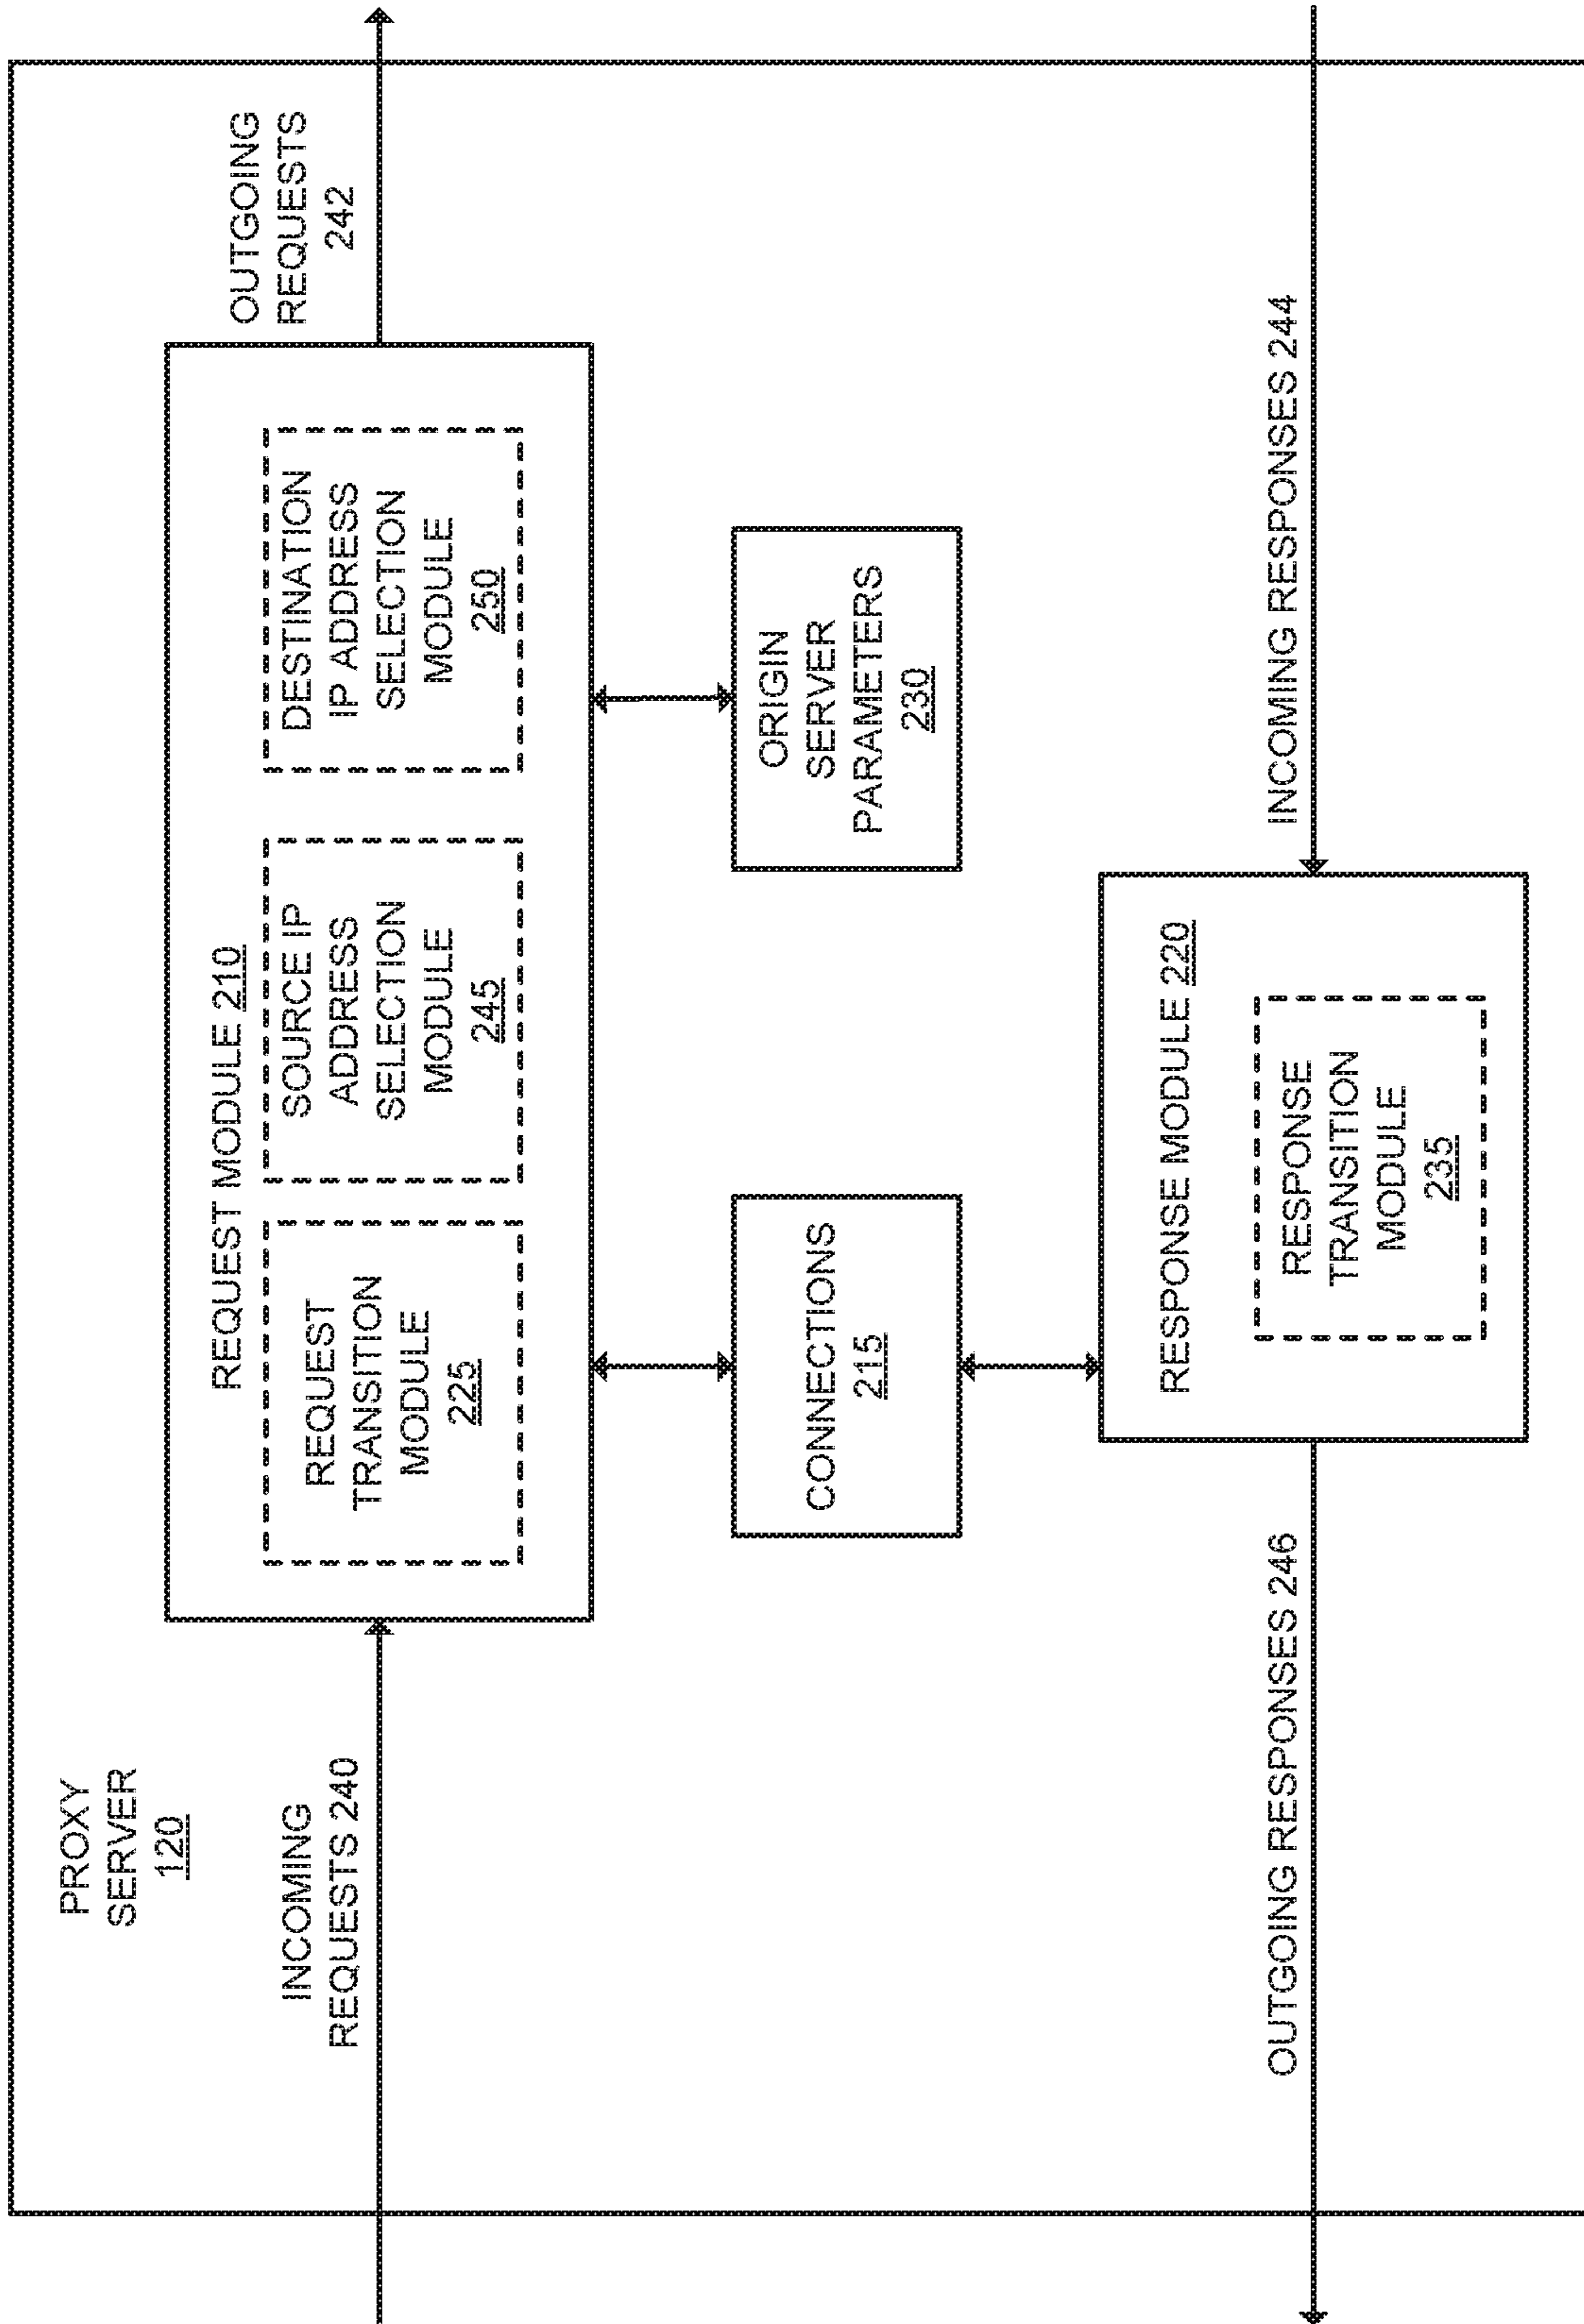 PROXY
SERVER
120
INCOMING
REQUESTS 240
REQUEST MODULE 210
REQUEST
TRANSITION
MODULE
225
SOURCE IP
ADDRESS
SELECTION
MODULE
245
DESTINATION
IP ADDRESS
SELECTION
MODULE
250
OUTGOING
REQUESTS
242
CONNECTIONS
215
ORIGIN
SERVER
PARAMETERS
230
RESPONSE MODULE 220
RESPONSE
TRANSITION
MODULE
235
OUTGOING RESPONSES 246
INCOMING RESPONSES 244